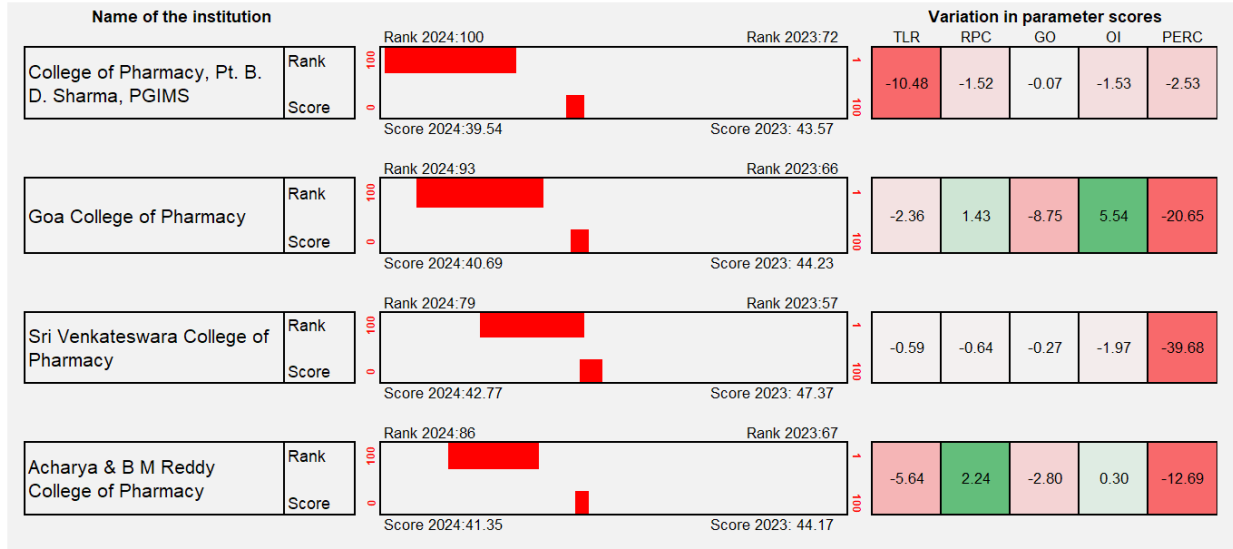 Name of the institution
Variation in parameter scores
TLR RPC GO OI PERC
Rank 2024:100 Rank 2023:72
College of Pharmacy, Pt. B.
D. Sharma, PGIMS
Rank
Score
100 1
0 100
-10.48 -1.52 -0.07 -1.53 -2.53
Score 2024:39.54 Score 2023: 43.57
Rank 2024:93 Rank 2023:66
Goa College of Pharmacy
Rank
Score
100 1
0 100
-2.36 1.43 -8.75 5.54 -20.65
Score 2024:40.69 Score 2023: 44.23
Rank 2024:79 Rank 2023:57
Sri Venkateswara College of
Pharmacy
Rank
Score
100 1
0 100
-0.59 -0.64 -0.27 -1.97 -39.68
Score 2024:42.77 Score 2023: 47.37
Rank 2024:86 Rank 2023:67
Acharya & B M Reddy
College of Pharmacy
Rank
Score
100 1
0 100
-5.64 2.24 -2.80 0.30 -12.69
Score 2024:41.35 Score 2023: 44.17